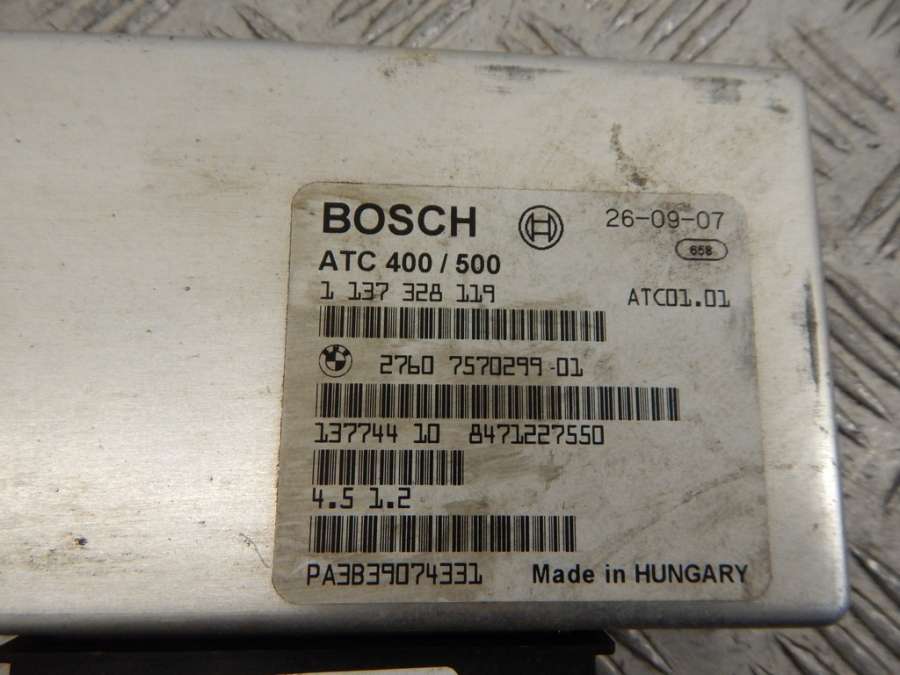 BOSCH 26-09-07
658
ATC 400 / 500
1 137 328 119 ATC01.01
2760 7570299-01
137744 10 8471227550
4.5 1.2
PA3B39074331 Made in HUNGARY